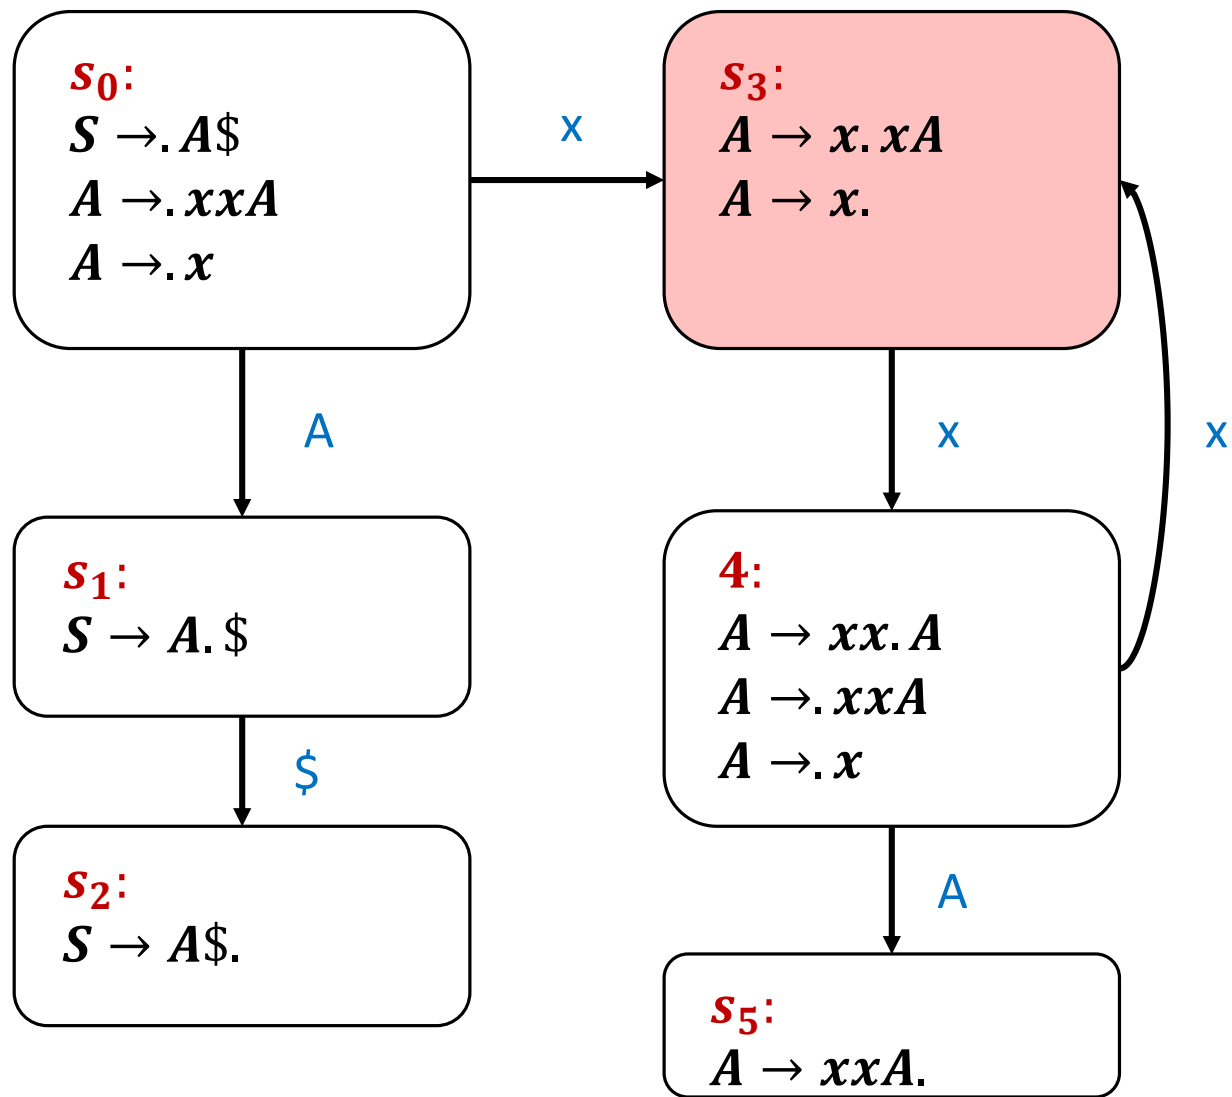 s₀:
S →. A$
A →. xxA
A →. x
x
s₃:
A → x. xA
A → x.
A
x
x
s₁:
S → A. $
4:
A → xx. A
A →. xxA
A →. x
$
s₂:
S → A$.
A
s₅:
A → xxA.